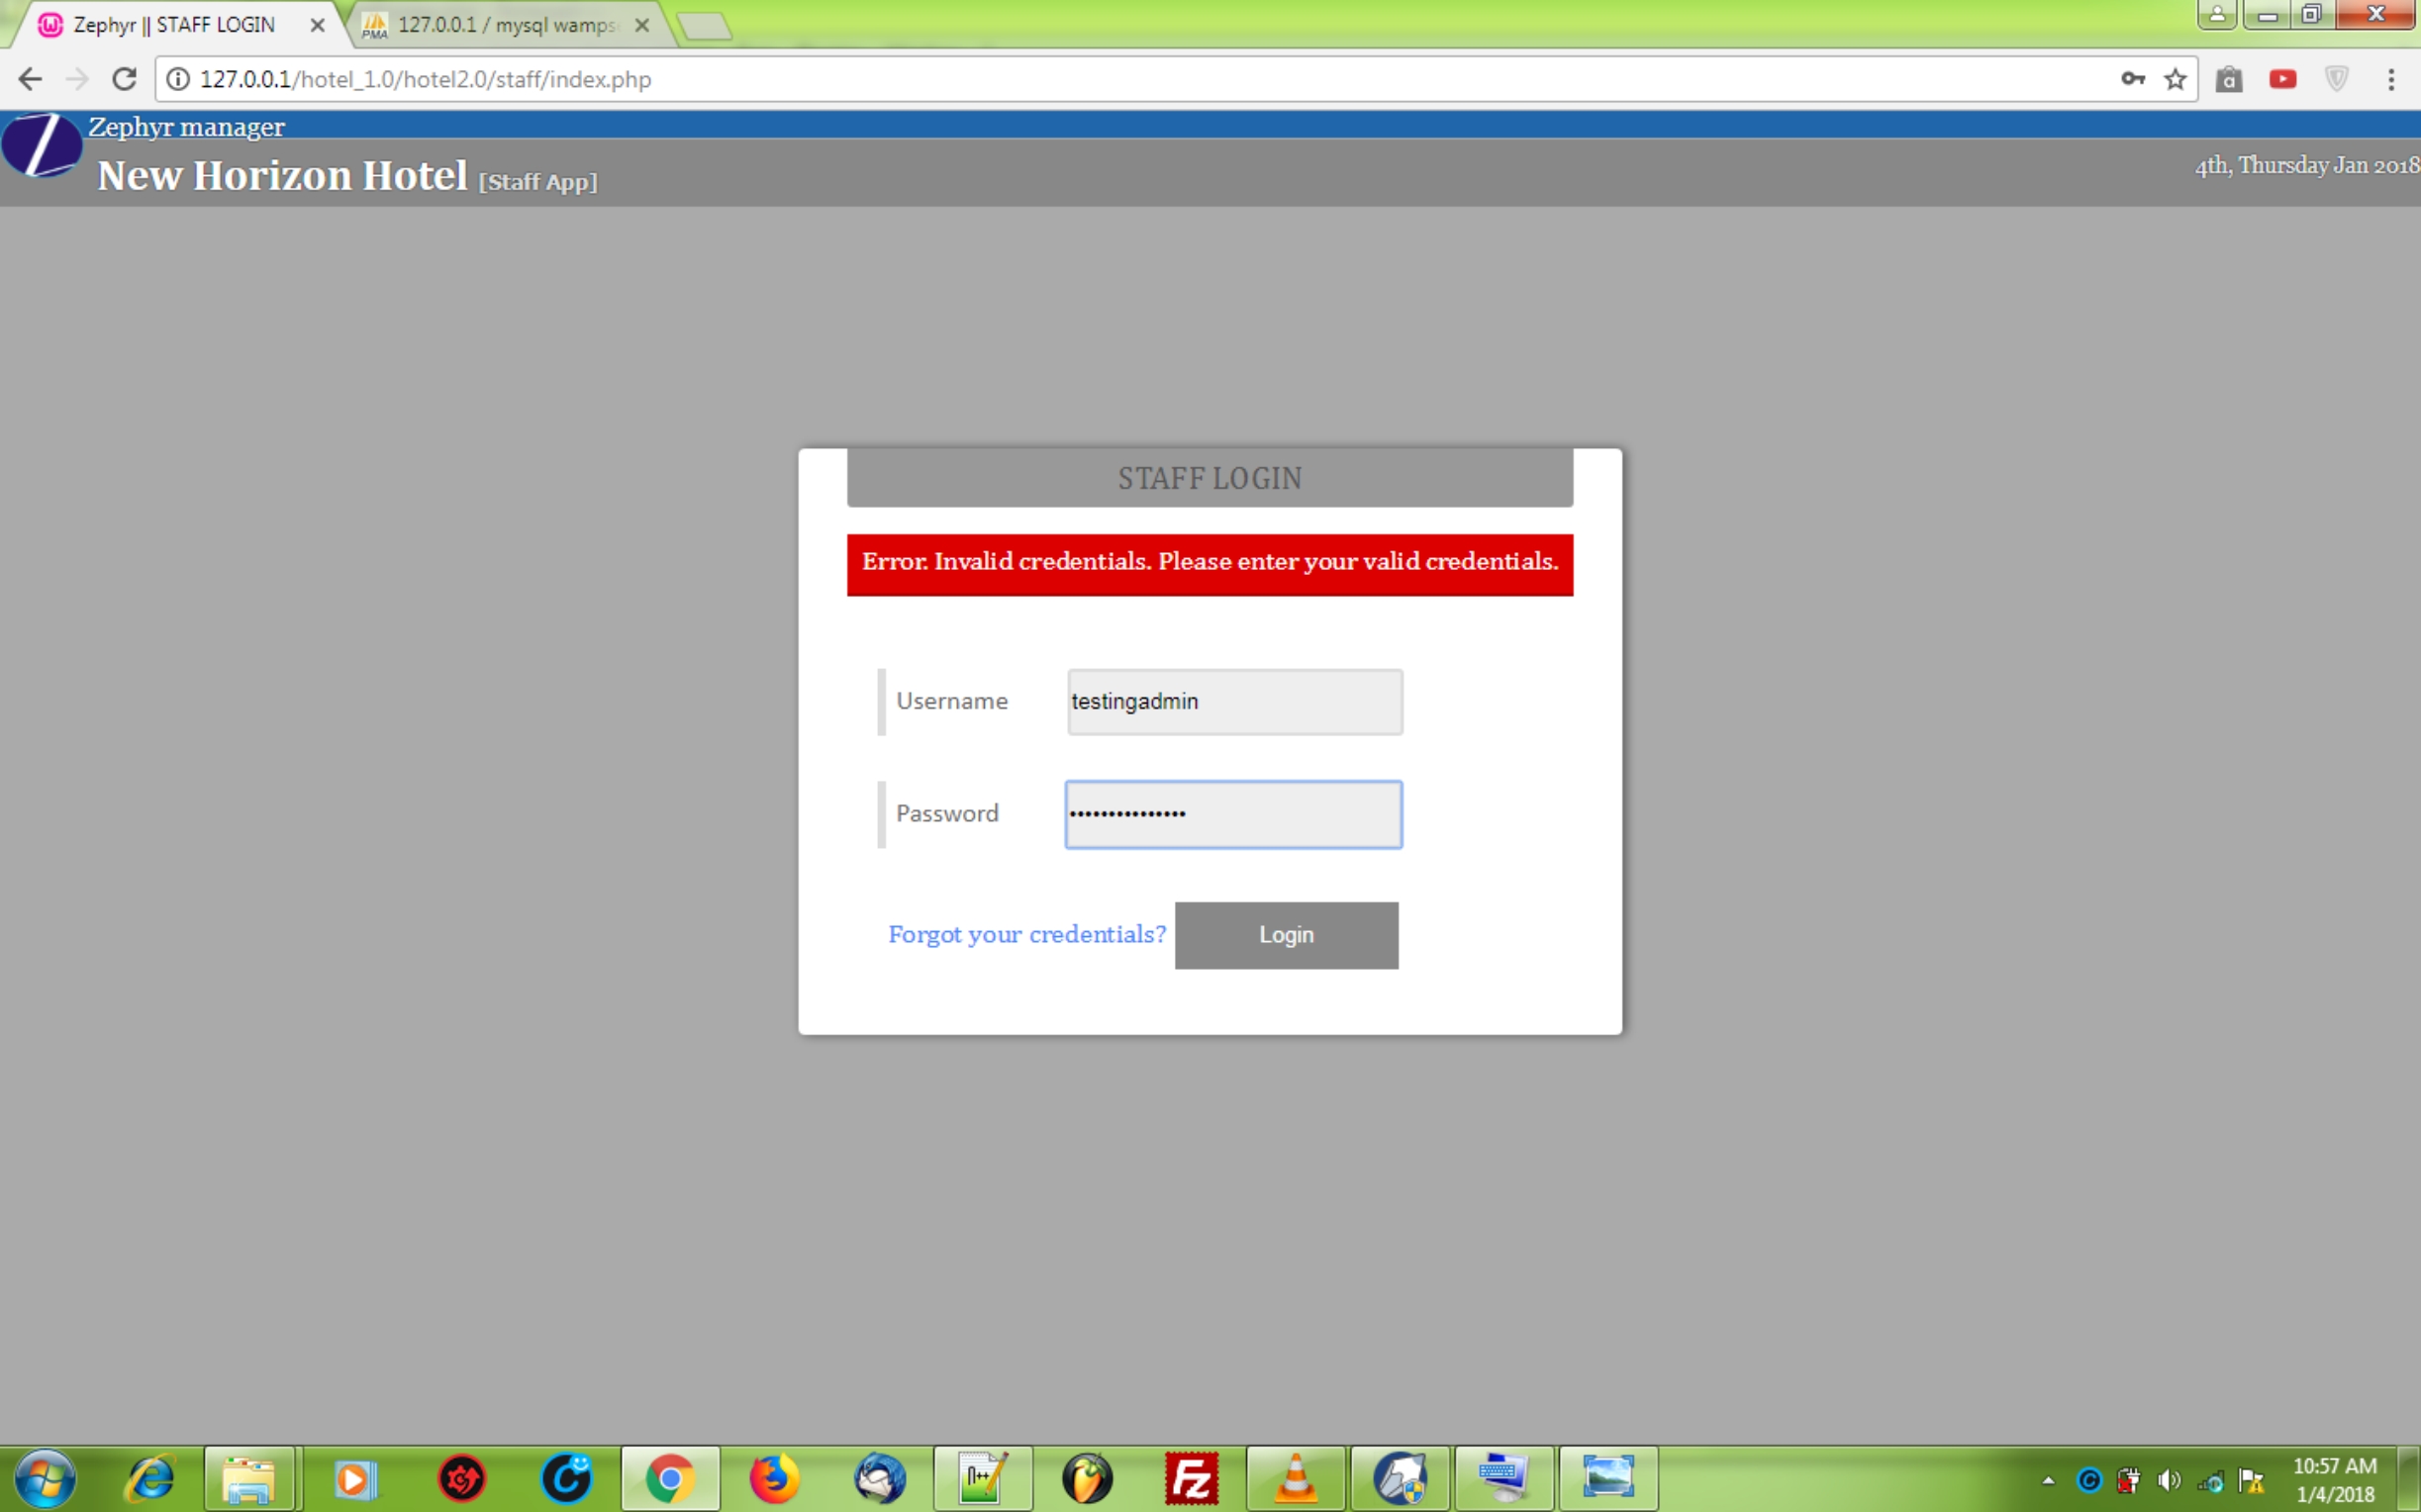 Zephyr || STAFF LOGIN
127.0.0.1 / mysql wamps
127.0.0.1/hotel_1.0/hotel2.0/staff/index.php
Zephyr manager
New Horizon Hotel [Staff App]
4th, Thursday Jan 2018
STAFF LOGIN
Error. Invalid credentials. Please enter your valid credentials.
Username
testingadmin
Password
•••••••••••••••
Forgot your credentials?
Login
10:57 AM
1/4/2018